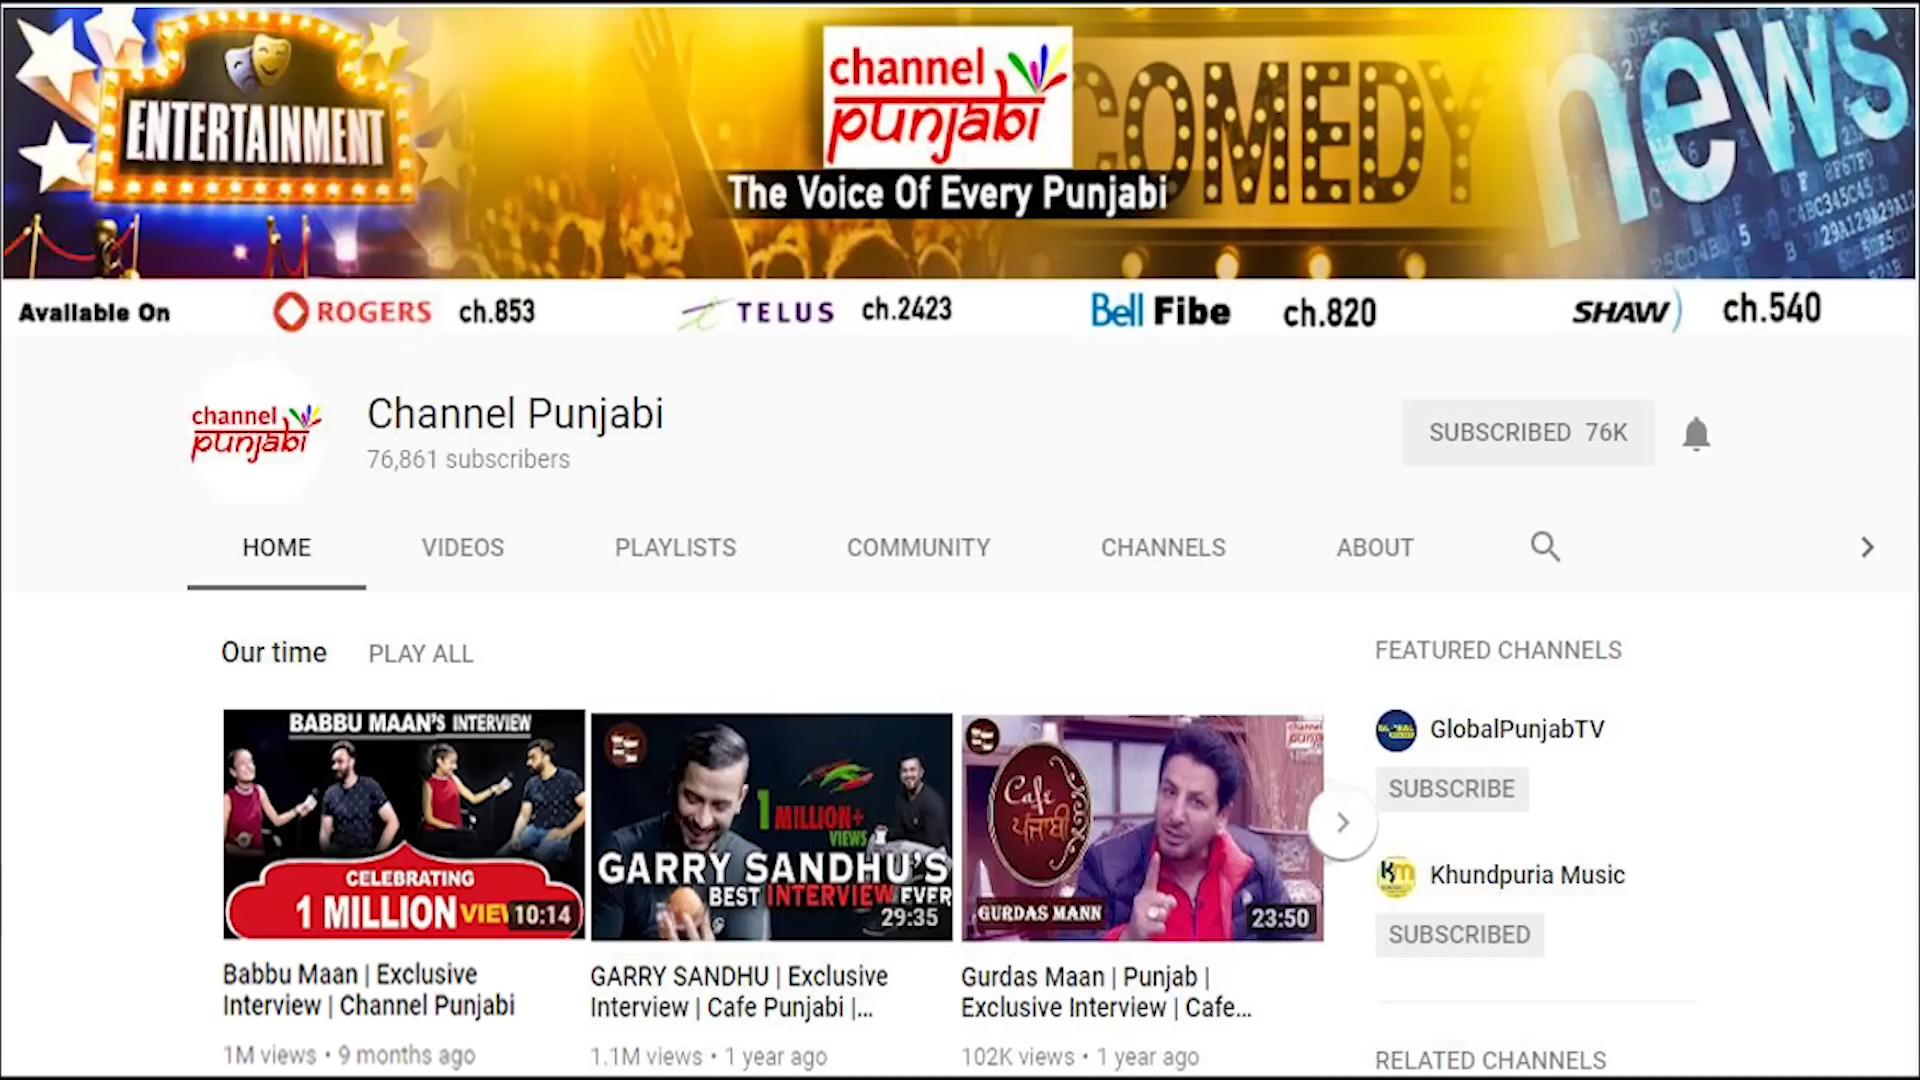 ENTERTAINMENT
channel
punjabi
The Voice Of Every Punjabi
COMEDY
news
Available On ROGERS ch.853 TELUS ch.2423 Bell Fibe ch.820 SHAW) ch.540
channel
punjabi
Channel Punjabi
76,861 subscribers
SUBSCRIBED 76K
HOME VIDEOS PLAYLISTS COMMUNITY CHANNELS ABOUT
Our time PLAY ALL
BABBU MAAN'S INTERVIEW
CELEBRATING
1 MILLION VIE
10:14
Babbu Maan | Exclusive
Interview | Channel Punjabi
1M views • 9 months ago
1 MILLION+
VIEWS
GARRY SANDHU'S
BEST INTERVIEW EVER
29:35
GARRY SANDHU | Exclusive
Interview | Cafe Punjabi |...
1.1M views • 1 year ago
channel
Cafe
ਪੰਜਾਬੀ
GURDAS MANN
23:50
Gurdas Maan | Punjab |
Exclusive Interview | Cafe...
102K views • 1 year ago
FEATURED CHANNELS
GlobalPunjabTV
SUBSCRIBE
KM
Khundpuria Music
SUBSCRIBED
RELATED CHANNELS